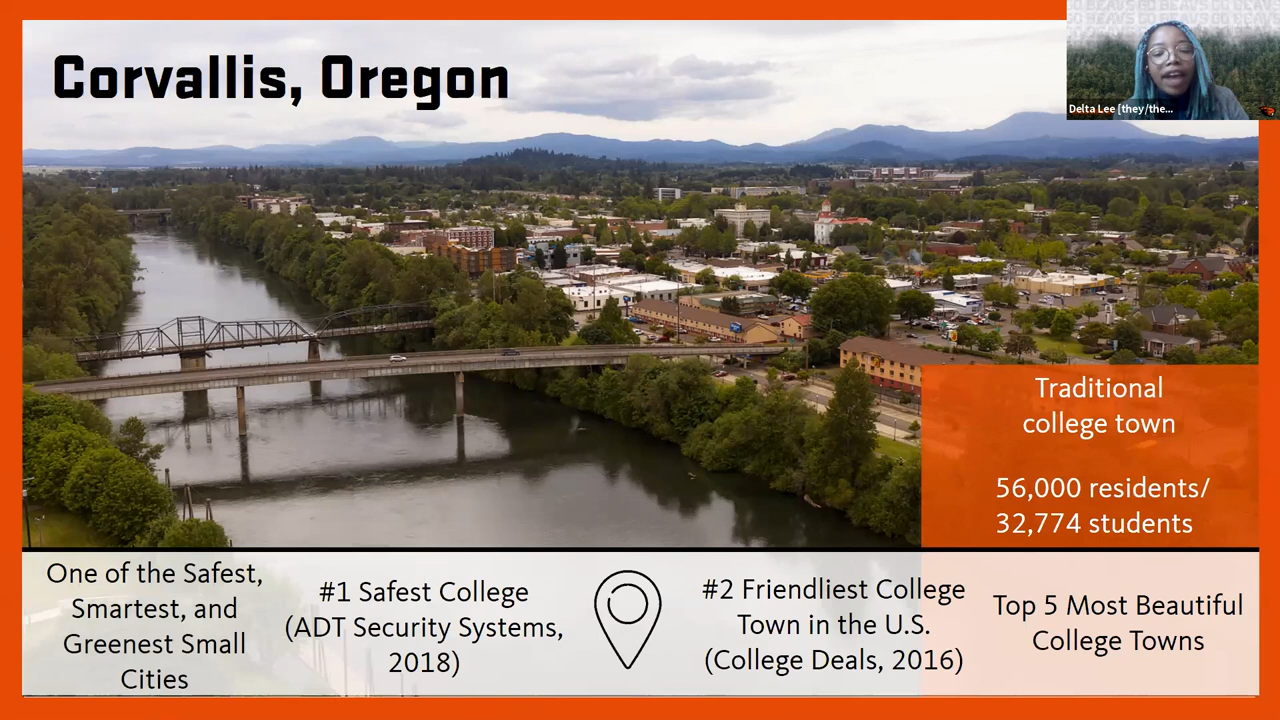 Corvallis, Oregon
Delta Lee [they/the...
Traditional
college town
56,000 residents/
32,774 students
One of the Safest,
Smartest, and
Greenest Small
Cities
#1 Safest College
(ADT Security Systems,
2018)
#2 Friendliest College
Town in the U.S.
(College Deals, 2016)
Top 5 Most Beautiful
College Towns